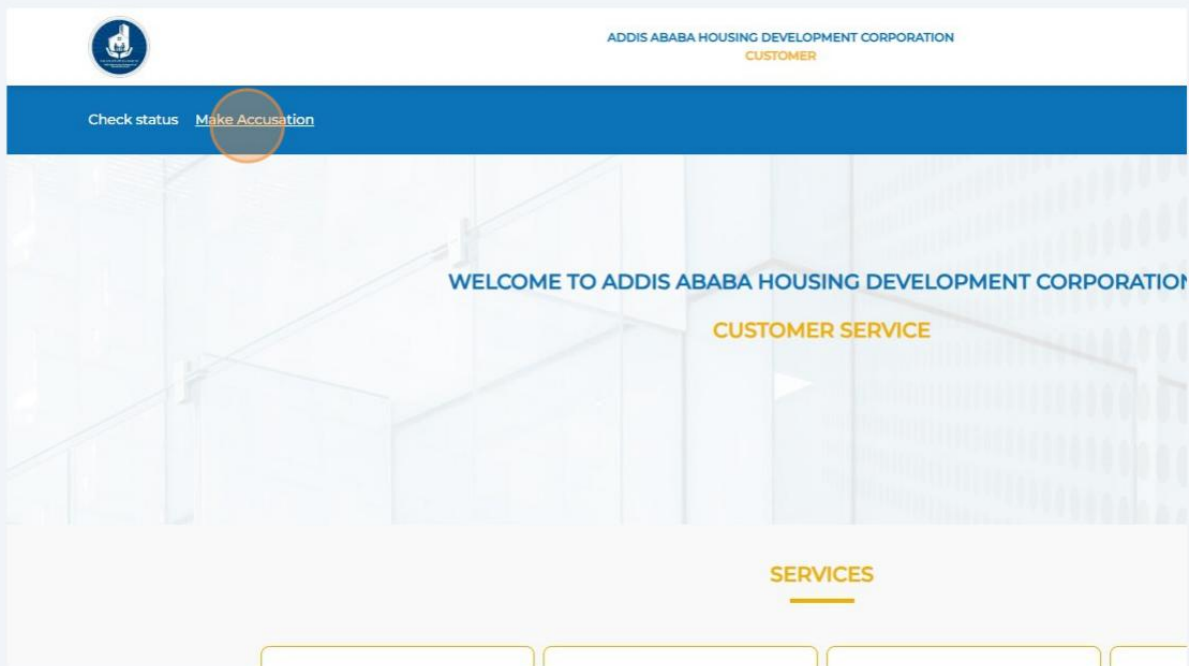 ADDIS ABABA HOUSING DEVELOPMENT CORPORATION
CUSTOMER
Check status Make Accusation
WELCOME TO ADDIS ABABA HOUSING DEVELOPMENT CORPORATION
CUSTOMER SERVICE
SERVICES